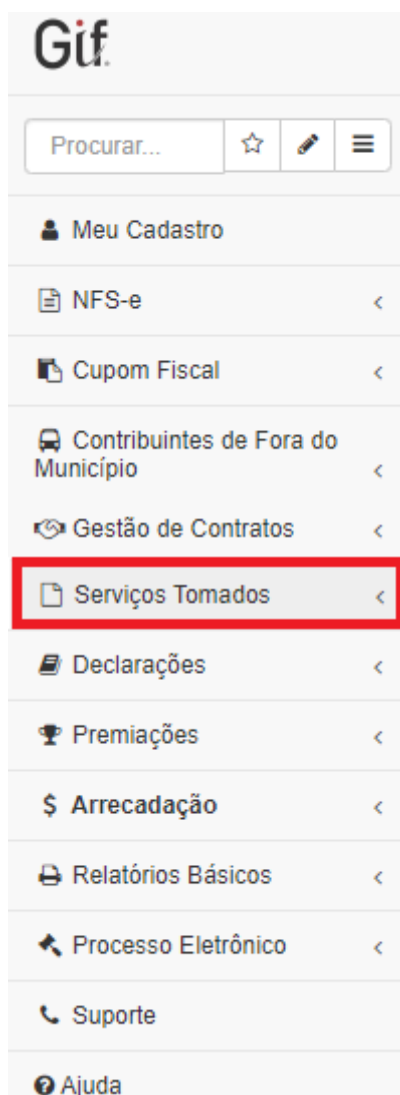 Gif.
Procurar...
Meu Cadastro
NFS-e
Cupom Fiscal
Contribuintes de Fora do
Município
Gestão de Contratos
Serviços Tomados
Declarações
Premiações
$ Arrecadação
Relatórios Básicos
Processo Eletrônico
Suporte
Ajuda